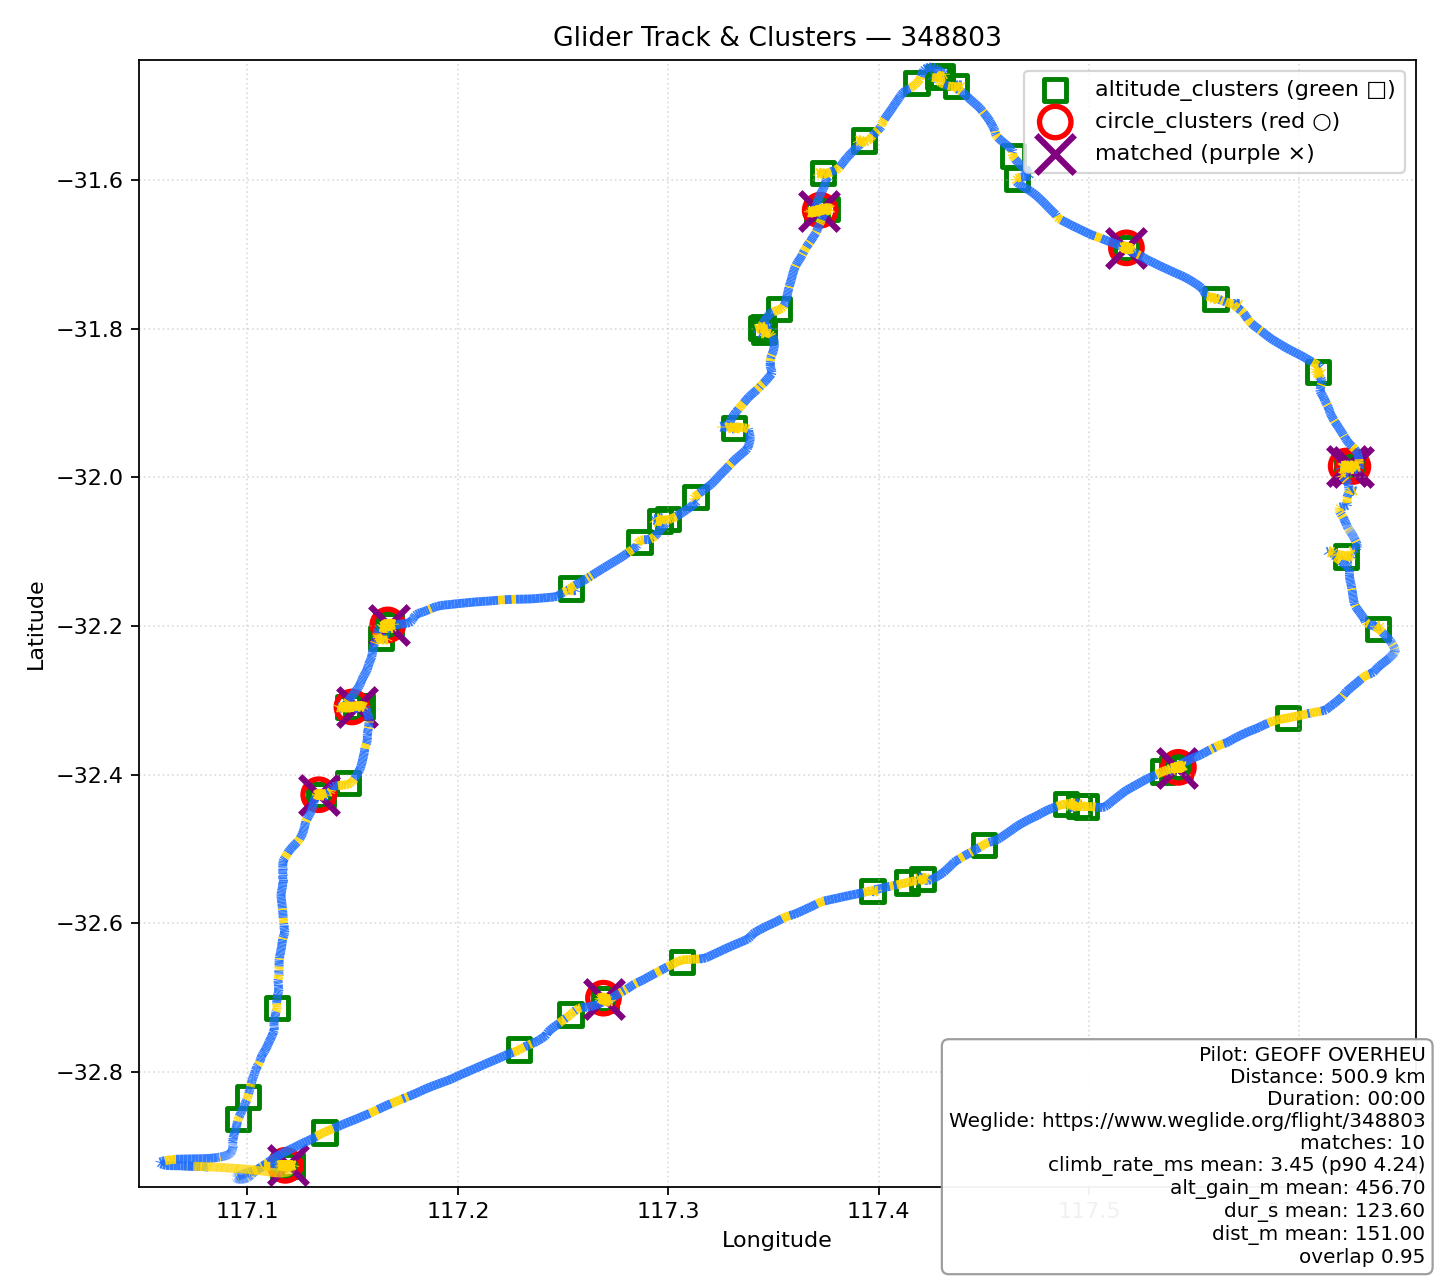 Glider Track & Clusters — 348803
altitude_clusters (green □)
circle_clusters (red ○)
matched (purple ×)
Latitude
−31.6
−31.8
−32.0
−32.2
−32.4
−32.6
−32.8
117.1
117.2
117.3
117.4
117.5
Longitude
Pilot: GEOFF OVERHEU
Distance: 500.9 km
Duration: 00:00
Weglide: https://www.weglide.org/flight/348803
matches: 10
climb_rate_ms mean: 3.45 (p90 4.24)
alt_gain_m mean: 456.70
dur_s mean: 123.60
dist_m mean: 151.00
overlap 0.95